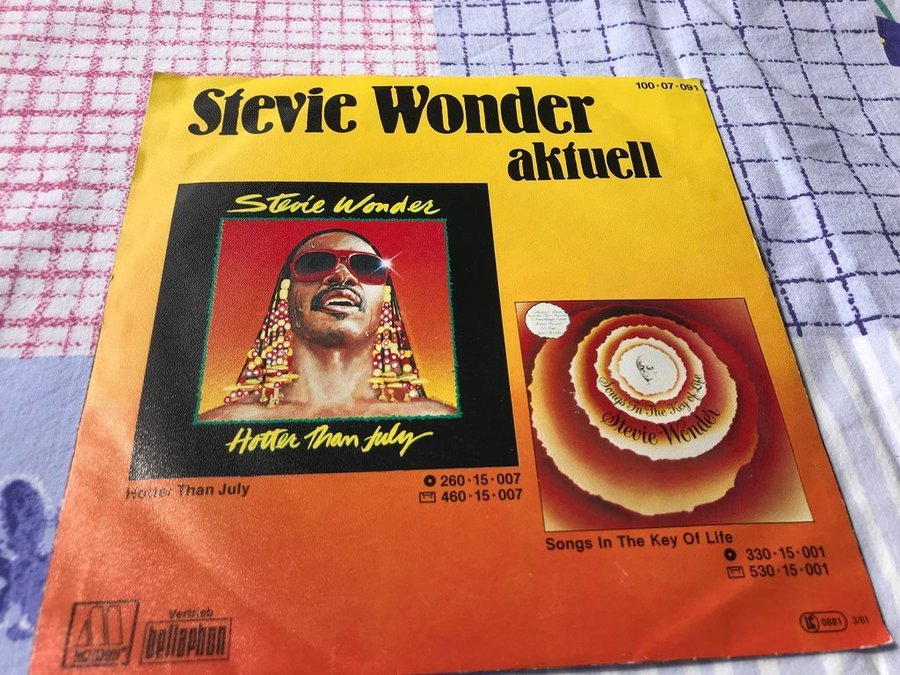 100·07·091
Stevie Wonder
aktuell
Stevie Wonder
Hotter Than July
Hotter Than July
260·15·007
460·15·007
Songs In The Key of Life
Stevie Wonder
Songs In The Key Of Life
330·15·001
530·15·001
Vertrieb
bellaphon
LC 0881 3/81